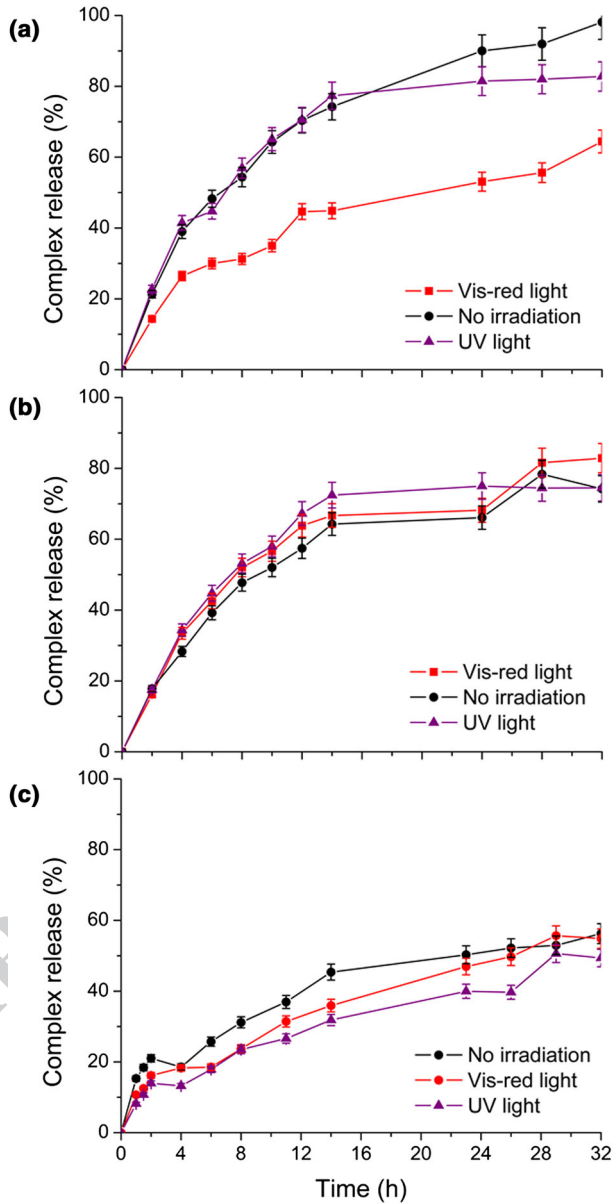 (a)
100
80
60
40
20
0
Complex release (%)
Vis-red light
No irradiation
UV light
(b)
100
80
60
40
20
0
Complex release (%)
Vis-red light
No irradiation
UV light
(c)
100
80
60
40
20
0
Complex release (%)
No irradiation
Vis-red light
UV light
0 4 8 12 16 20 24 28 32
Time (h)